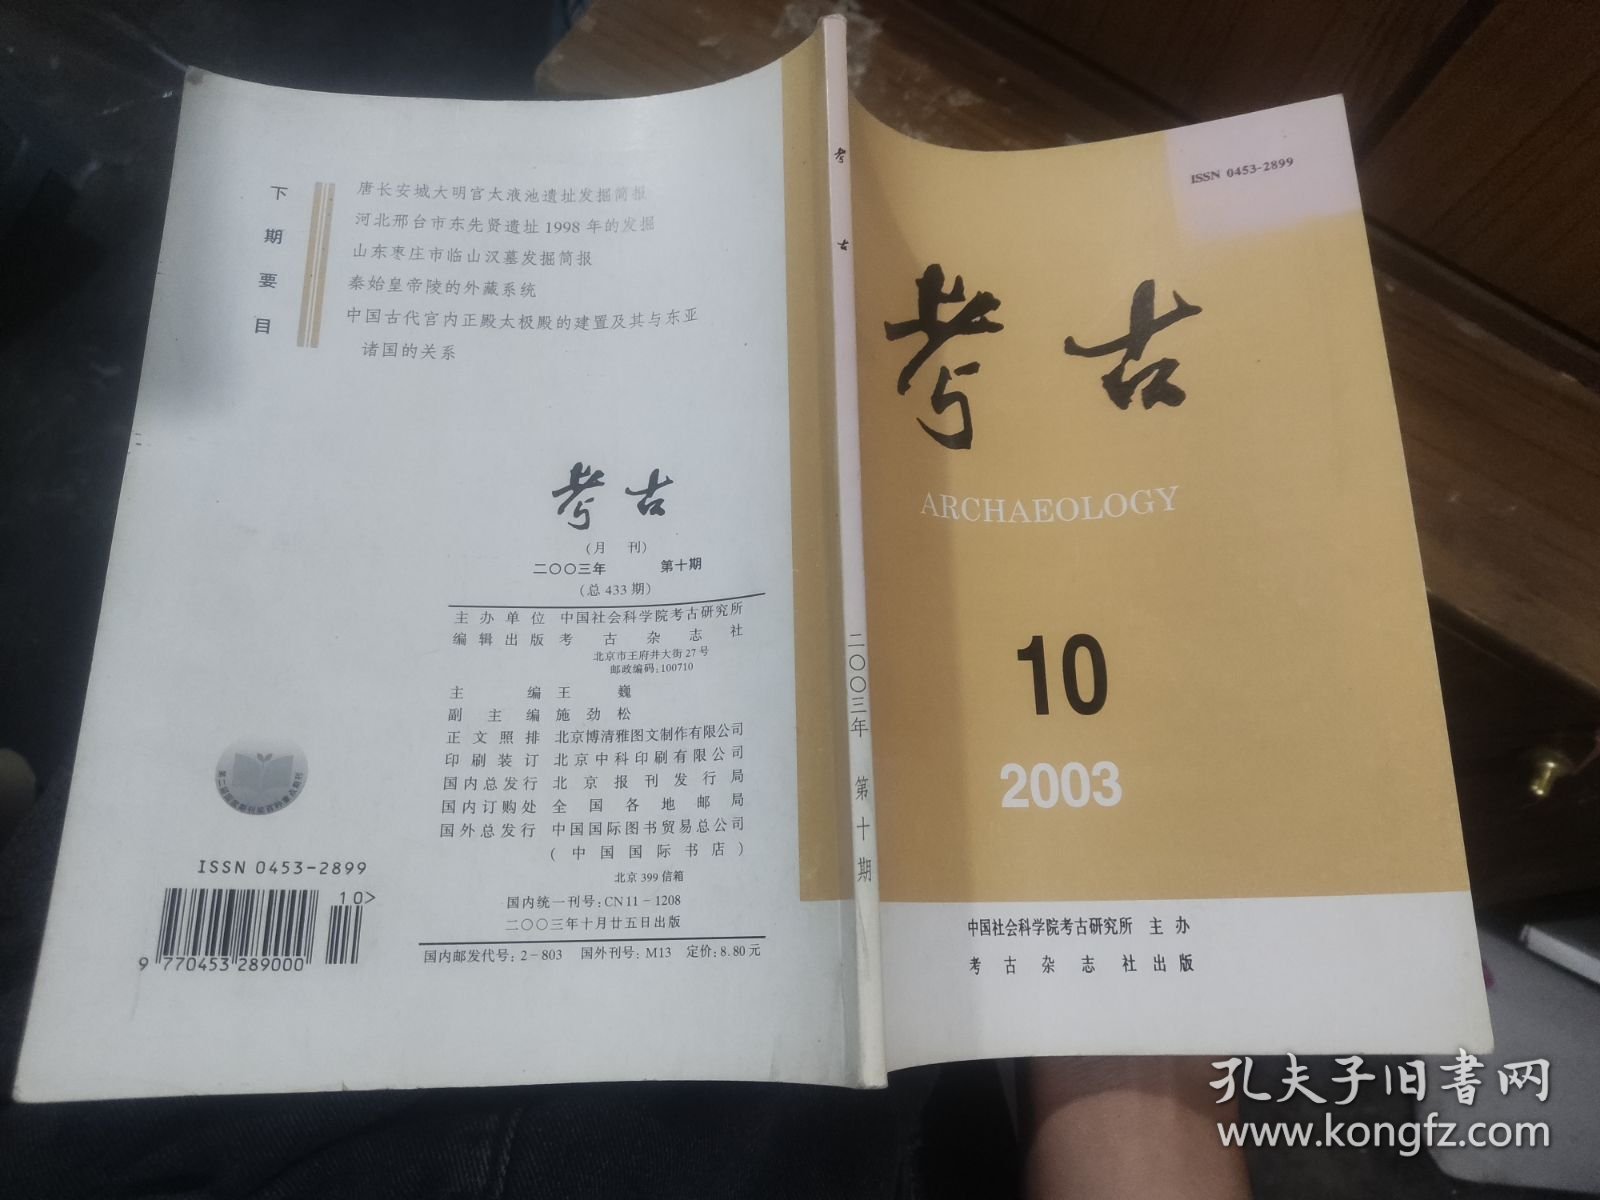 下期要目
唐长安城大明宫太液池遗址发掘简报
河北邢台市东先贤遗址1998年的发掘
山东枣庄市临山汉墓发掘简报
秦始皇帝陵的外藏系统
中国古代宫内正殿太极殿的建置及其与东亚
诸国的关系
考古
(月 刊)
二〇〇三年 第十期
(总 433 期)
主办单位 中国社会科学院考古研究所
编辑出版 考古杂志社
北京市王府井大街27号
邮政编码:100710
主 编 王 巍
副主编 施劲松
正文照排 北京博清雅图文制作有限公司
印刷装订 北京中科印刷有限公司
国内总发行 北京报刊发行局
国内订购处 全国各地邮局
国外总发行 中国国际图书贸易总公司
(中国国际书店)
北京399信箱
国内统一刊号:CN11-1208
二〇〇三年十月廿五日出版
国内邮发代号:2-803 国外刊号:M13 定价:8.80元
ISSN 0453-2899
10>
9 770453 289000
考古
二〇〇三年 第十期
ISSN 0453-2899
考古
ARCHAEOLOGY
10
2003
中国社会科学院考古研究所 主办
考古杂志社出版
孔夫子旧书网
www.kongfz.com